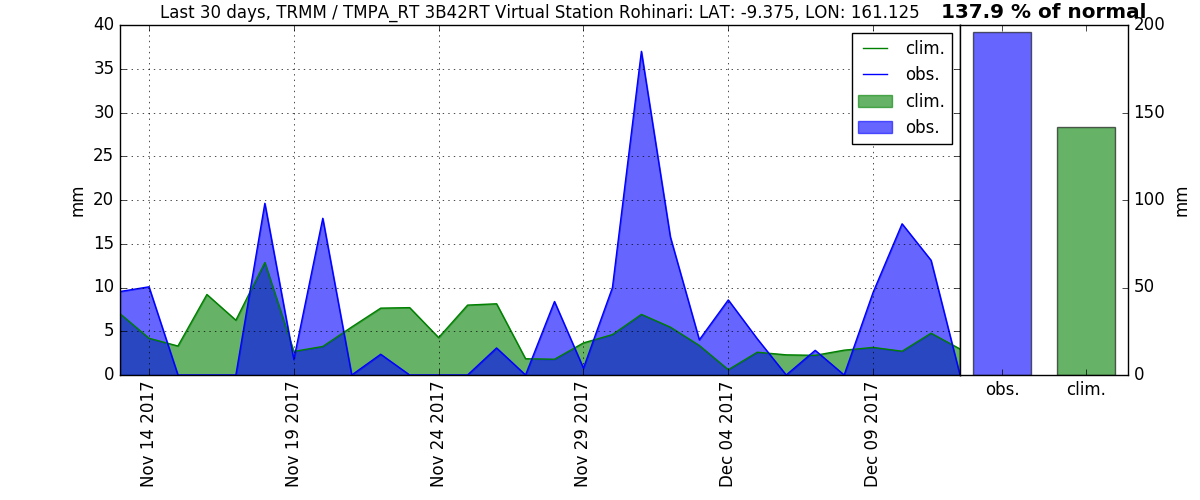 Last 30 days, TRMM / TMPA_RT 3B42RT Virtual Station Rohinari: LAT: -9.375, LON: 161.125
137.9 % of normal
40
35
30
25
20
15
10
5
0
mm
clim.
obs.
clim.
obs.
200
150
100
50
0
mm
Nov 14 2017
Nov 19 2017
Nov 24 2017
Nov 29 2017
Dec 04 2017
Dec 09 2017
obs.
clim.